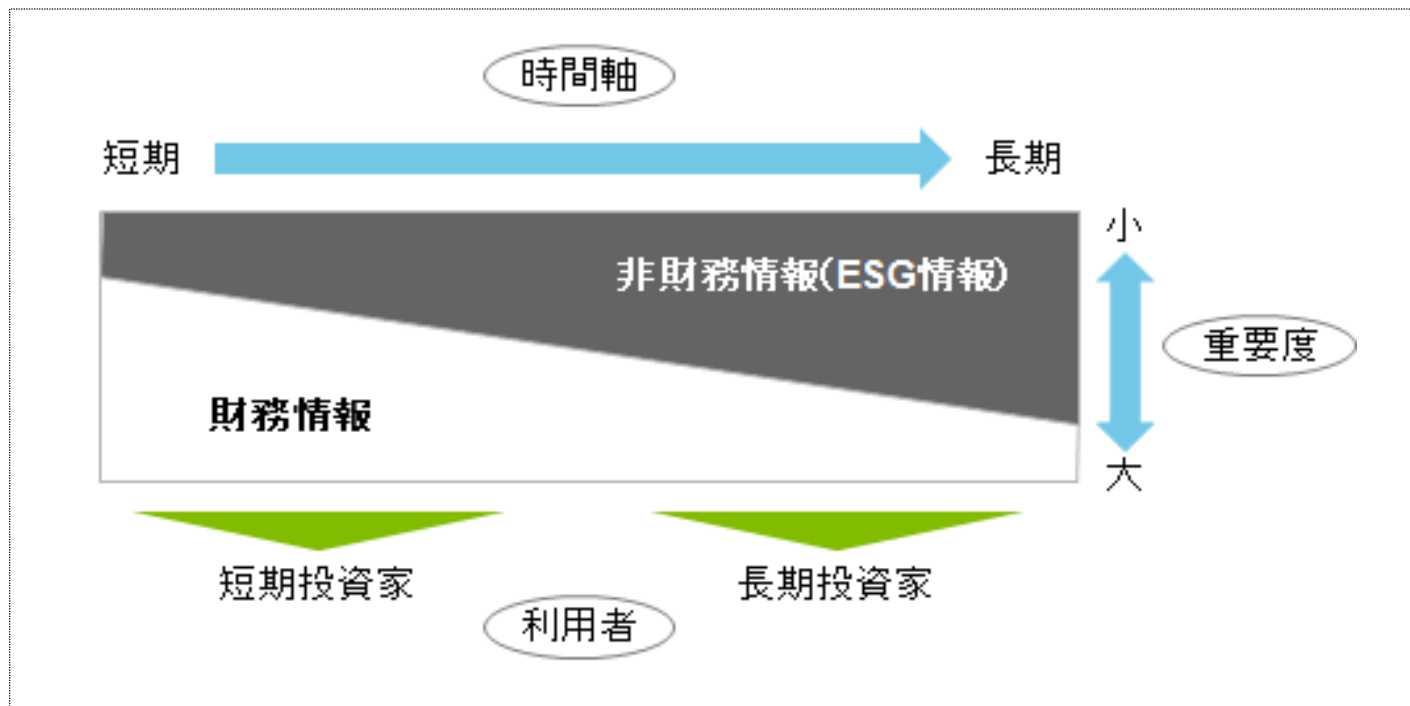 時間軸
短期
長期
小
非財務情報(ESG情報)
重要度
財務情報
大
短期投資家
長期投資家
利用者